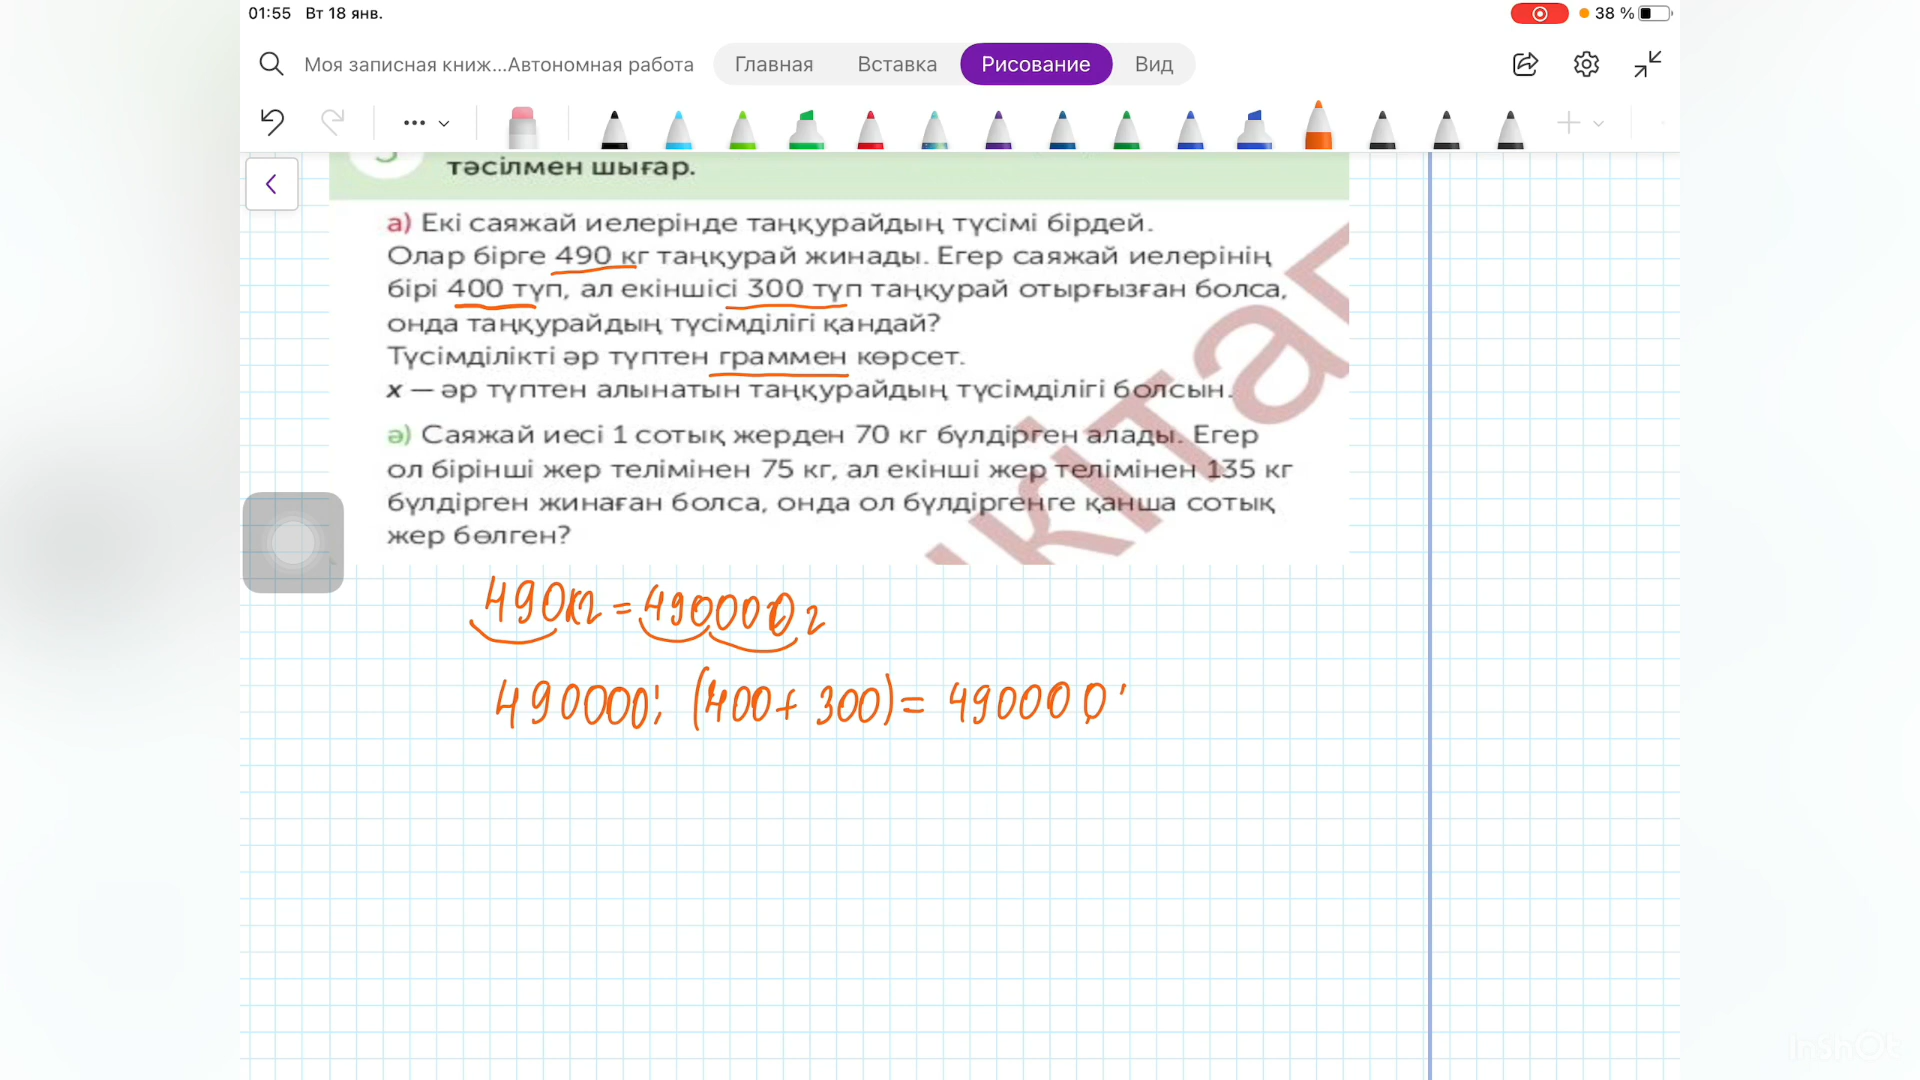 01:55 Вт 18 янв.
38 %
Моя записная книж...Автономная работа
Главная Вставка Рисование Вид
тәсілмен шығар.
а) Екі саяжай иелерінде таңқурайдың түсімі бірдей.
Олар бірге 490 кг таңқурай жинады. Егер саяжай иелерінің
бірі 400 түп, ал екіншісі 300 түп таңқурай отырғызған болса,
онда таңқурайдың түсімділігі қандай?
Түсімділікті әр түптен граммен көрсет.
х — әр түптен алынатын таңқурайдың түсімділігі болсын.
ә) Саяжай иесі 1 сотық жерден 70 кг бүлдірген алады. Егер
ол бірінші жер телімінен 75 кг, ал екінші жер телімінен 135 кг
бүлдірген жинаған болса, онда ол бүлдіргенге қанша сотық
жер бөлген?
490кг = 490000 г
490000 : (400+ 300) = 490000
InShOt